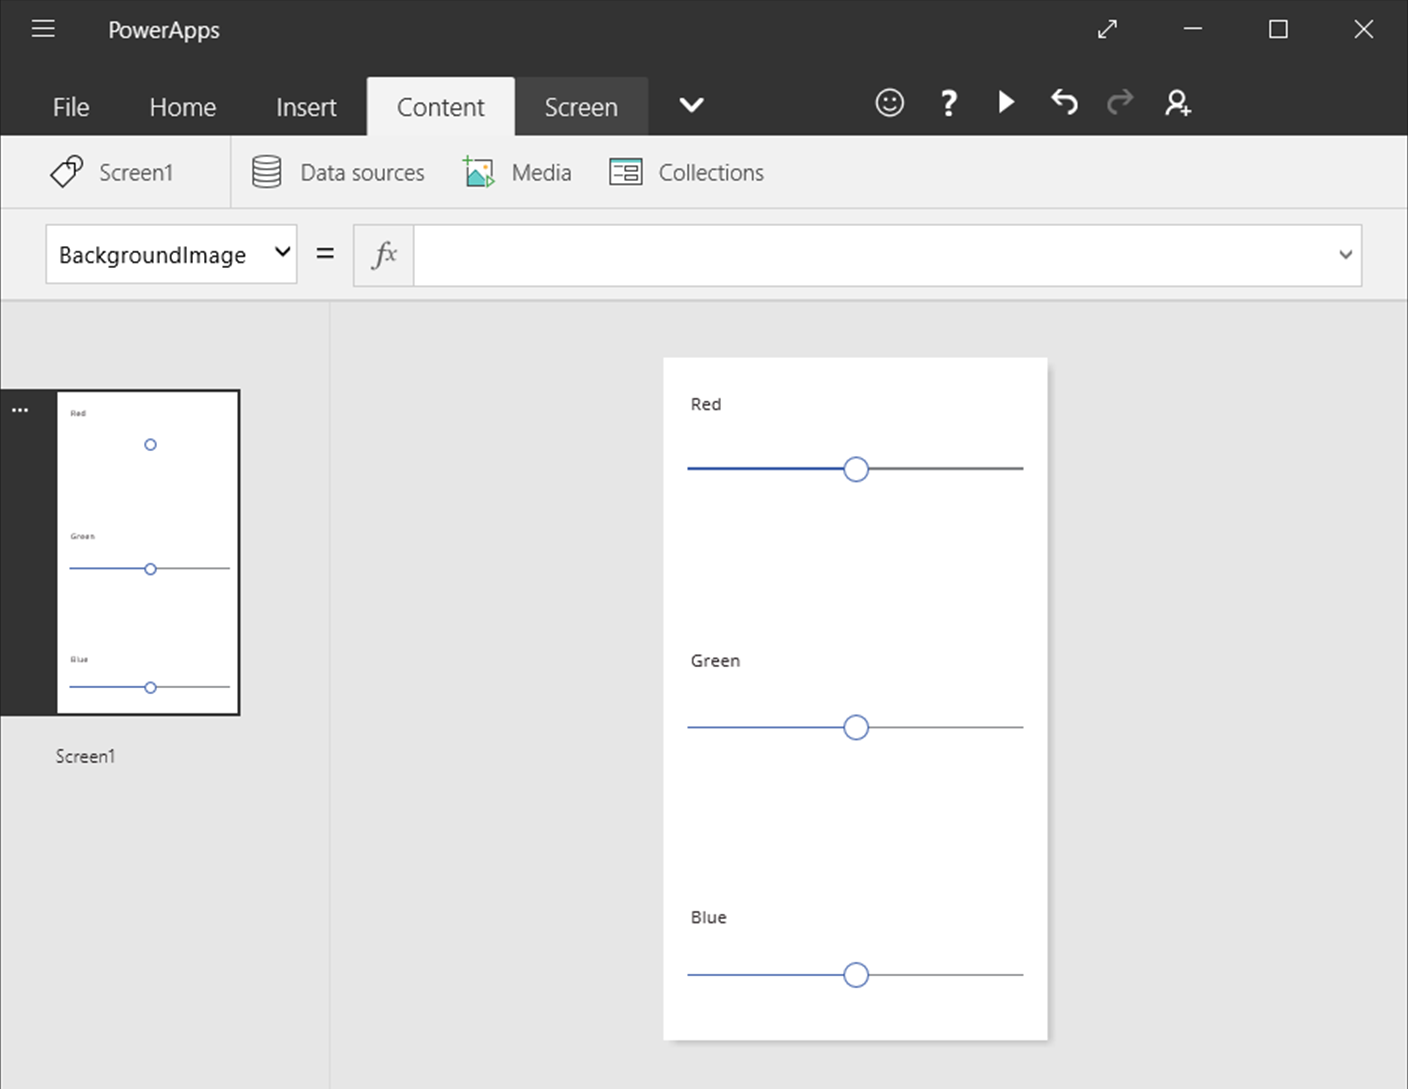 PowerApps
File Home Insert Content Screen ?
Screen1 Data sources Media Collections
BackgroundImage = fx
Red
Green
Blue
Screen1
Red
Green
Blue